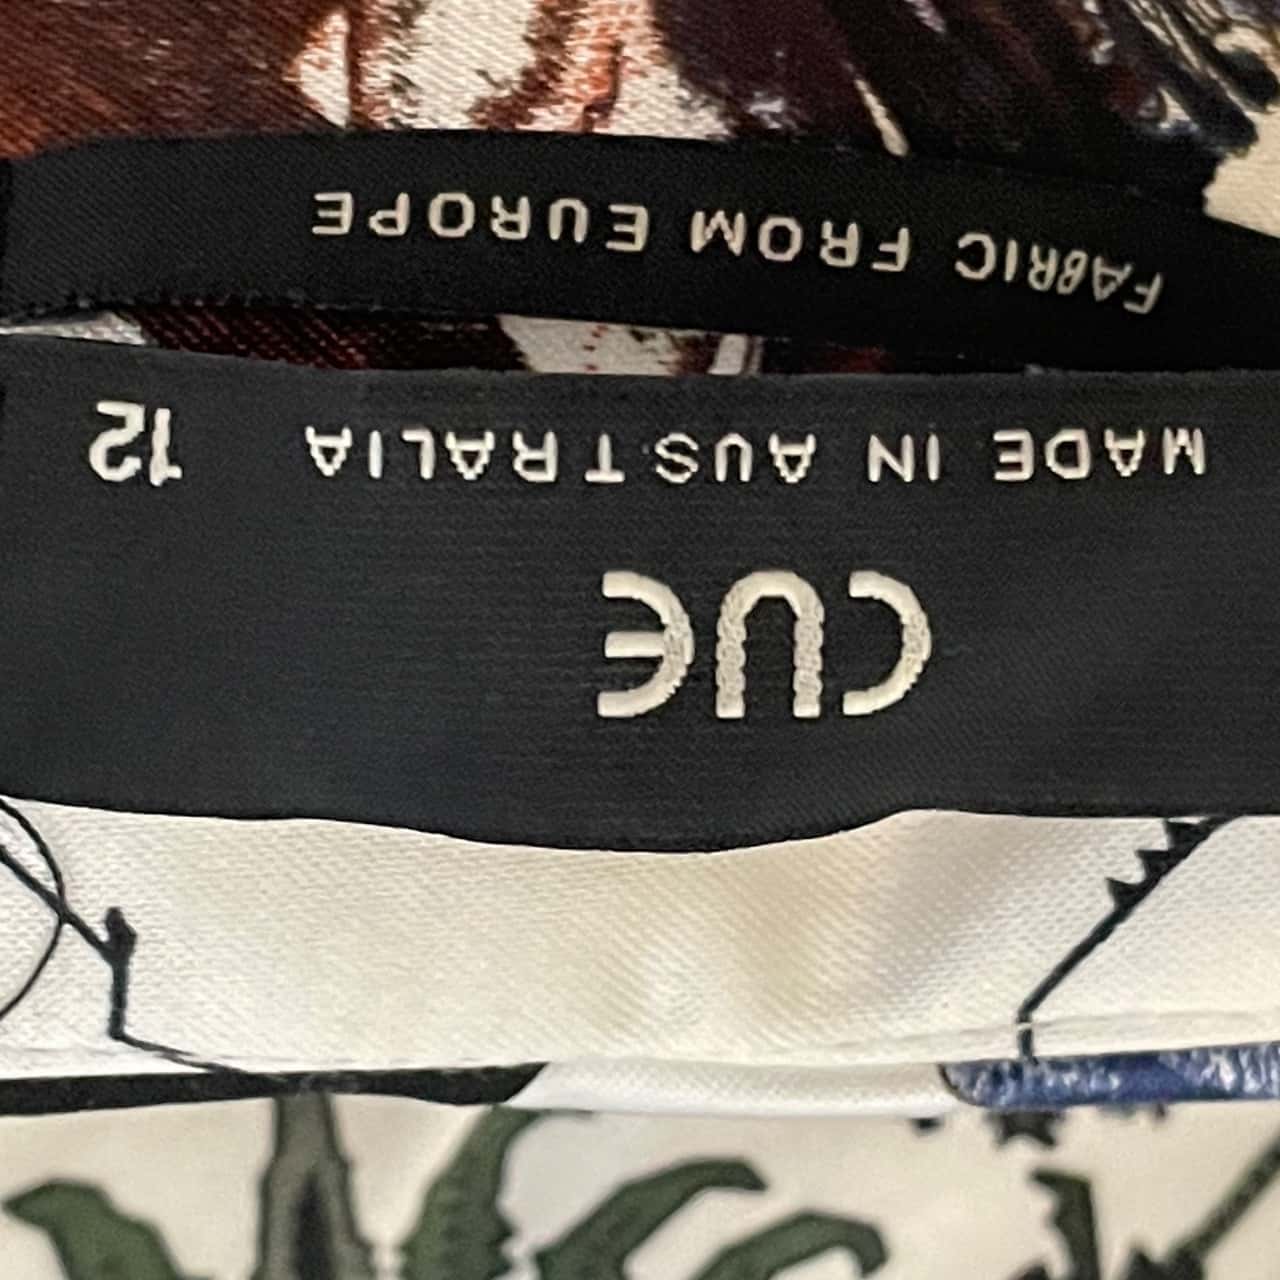 CUE
MADE IN AUSTRALIA 12
FABRIC FROM EUROPE